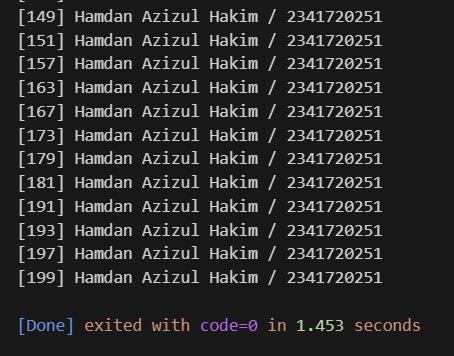 [149] Hamdan Azizul Hakim / 2341720251
[151] Hamdan Azizul Hakim / 2341720251
[157] Hamdan Azizul Hakim / 2341720251
[163] Hamdan Azizul Hakim / 2341720251
[167] Hamdan Azizul Hakim / 2341720251
[173] Hamdan Azizul Hakim / 2341720251
[179] Hamdan Azizul Hakim / 2341720251
[181] Hamdan Azizul Hakim / 2341720251
[191] Hamdan Azizul Hakim / 2341720251
[193] Hamdan Azizul Hakim / 2341720251
[197] Hamdan Azizul Hakim / 2341720251
[199] Hamdan Azizul Hakim / 2341720251
[Done] exited with code=0 in 1.453 seconds